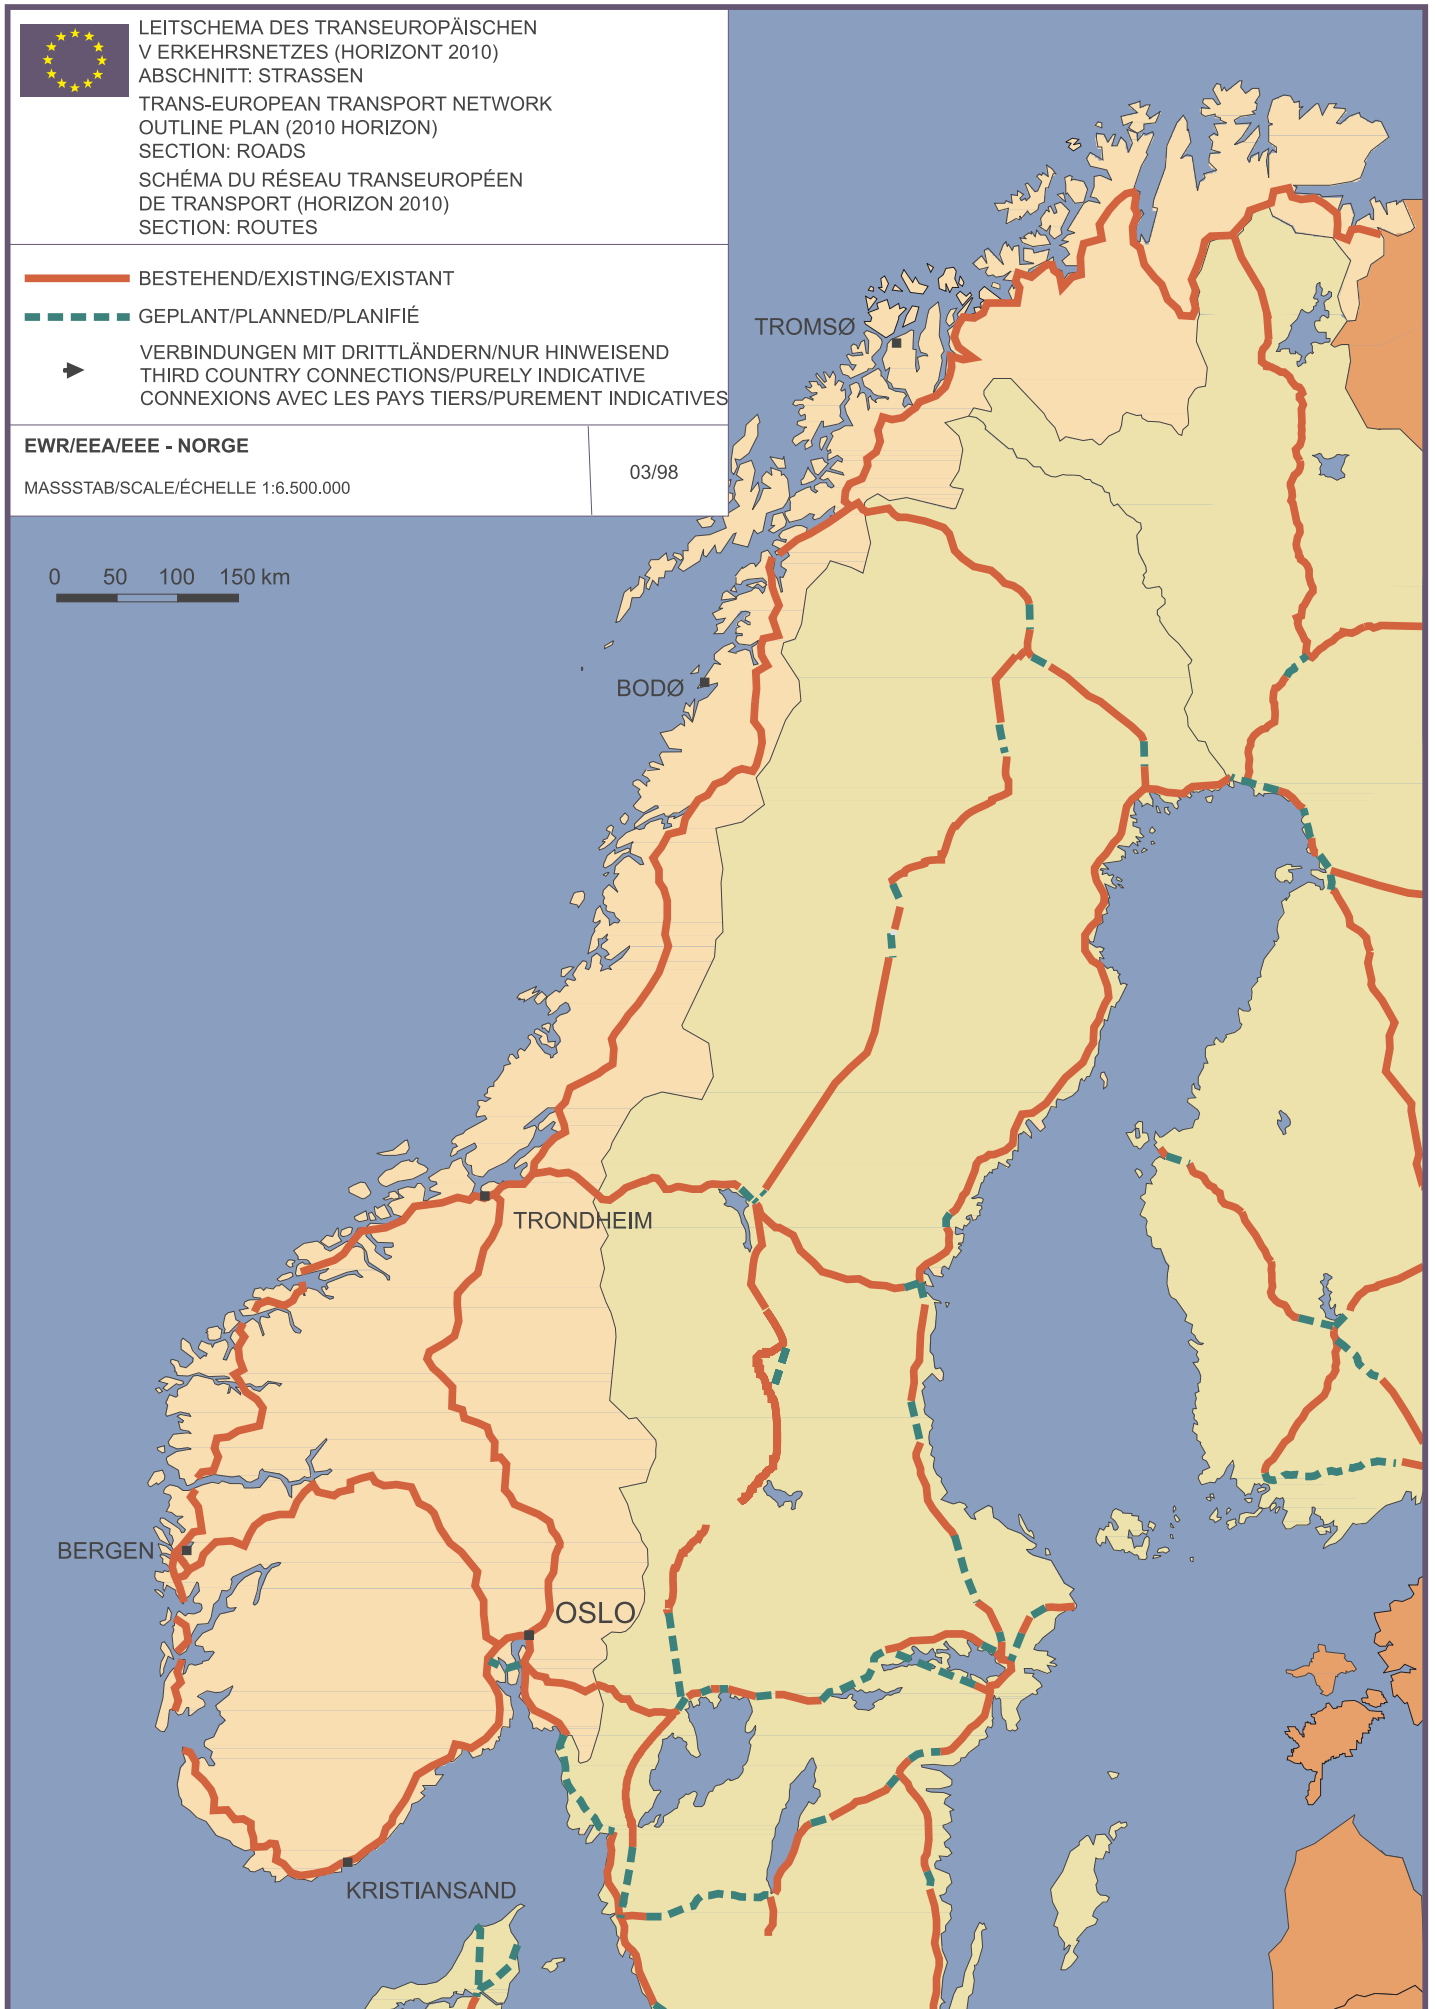 LEITSCHEMA DES TRANSEUROPÄISCHEN
V ERKEHRSNETZES (HORIZONT 2010)
ABSCHNITT: STRASSEN
TRANS-EUROPEAN TRANSPORT NETWORK
OUTLINE PLAN (2010 HORIZON)
SECTION: ROADS
SCHÉMA DU RÉSEAU TRANSEUROPÉEN
DE TRANSPORT (HORIZON 2010)
SECTION: ROUTES
BESTEHEND/EXISTING/EXISTANT
GEPLANT/PLANNED/PLANIFIÉ
VERBINDUNGEN MIT DRITTLÄNDERN/NUR HINWEISEND
THIRD COUNTRY CONNECTIONS/PURELY INDICATIVE
CONNEXIONS AVEC LES PAYS TIERS/PUREMENT INDICATIVES
EWR/EEA/EEE - NORGE
MASSSTAB/SCALE/ÉCHELLE 1:6.500.000
03/98
0 50 100 150 km
TROMSØ
BODØ
TRONDHEIM
BERGEN
OSLO
KRISTIANSAND